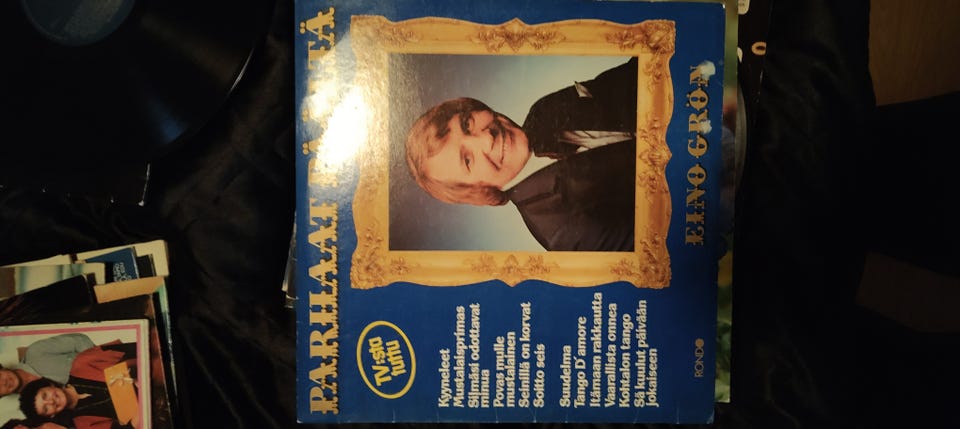 PARHAAT PÄÄLTÄ
EINO GRÖN
TV:stä
tuttu
Kyyneleet
Mustalaisprimas
Silmäsi odottavat
minua
Povaa mulle
mustalainen
Seinillä on korvat
Soitto seis
Suudelma
Tango D'amore
Itämaan rakkautta
Vaarallista onnea
Kohtalon tango
Sä kuulut päivään
jokaiseen
RONDO